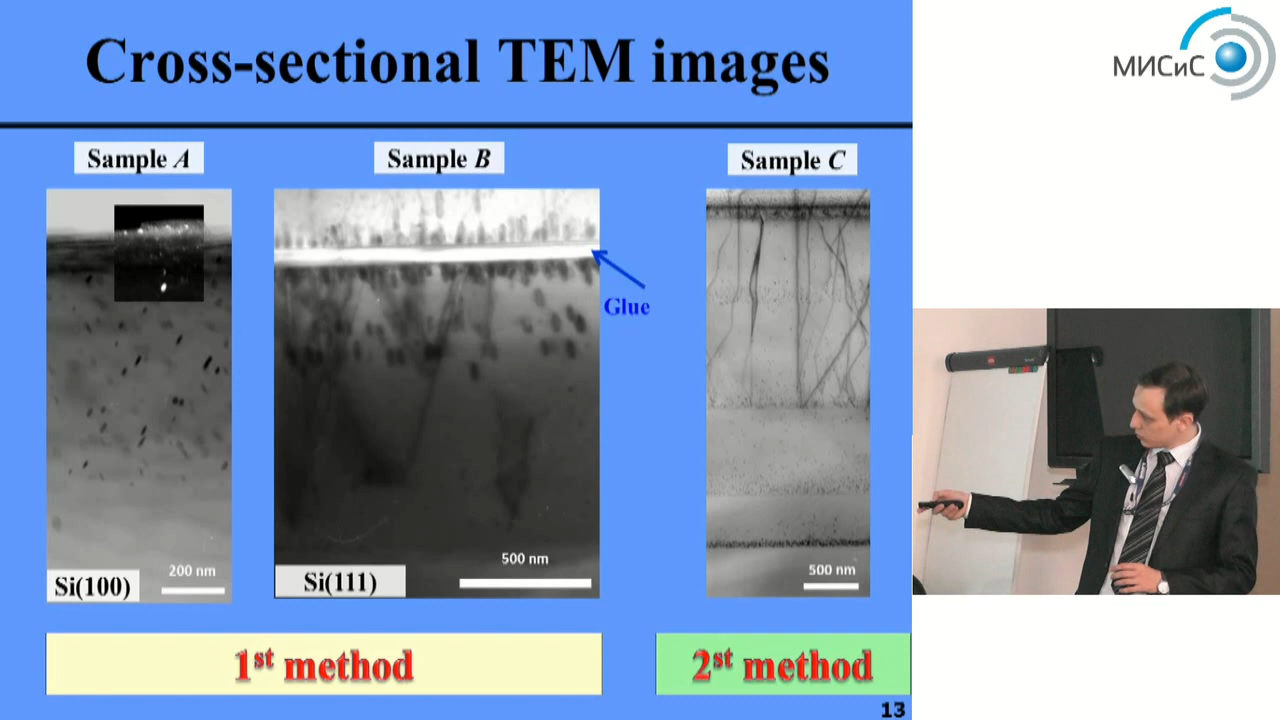 Cross-sectional TEM images
МИСиС
Sample A
Sample B
Sample C
Glue
200 nm
500 nm
500 nm
Si(100)
Si(111)
1st method
2st method
13